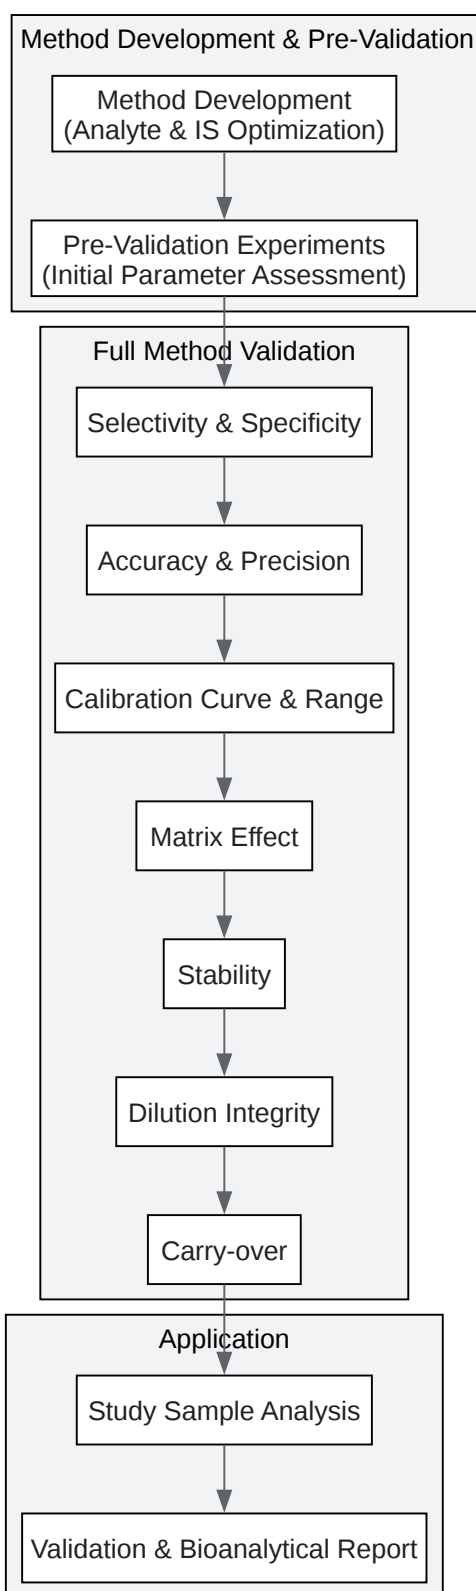 Method Development & Pre-Validation
Method Development
(Analyte & IS Optimization)
Pre-Validation Experiments
(Initial Parameter Assessment)
Full Method Validation
Selectivity & Specificity
Accuracy & Precision
Calibration Curve & Range
Matrix Effect
Stability
Dilution Integrity
Carry-over
Application
Study Sample Analysis
Validation & Bioanalytical Report